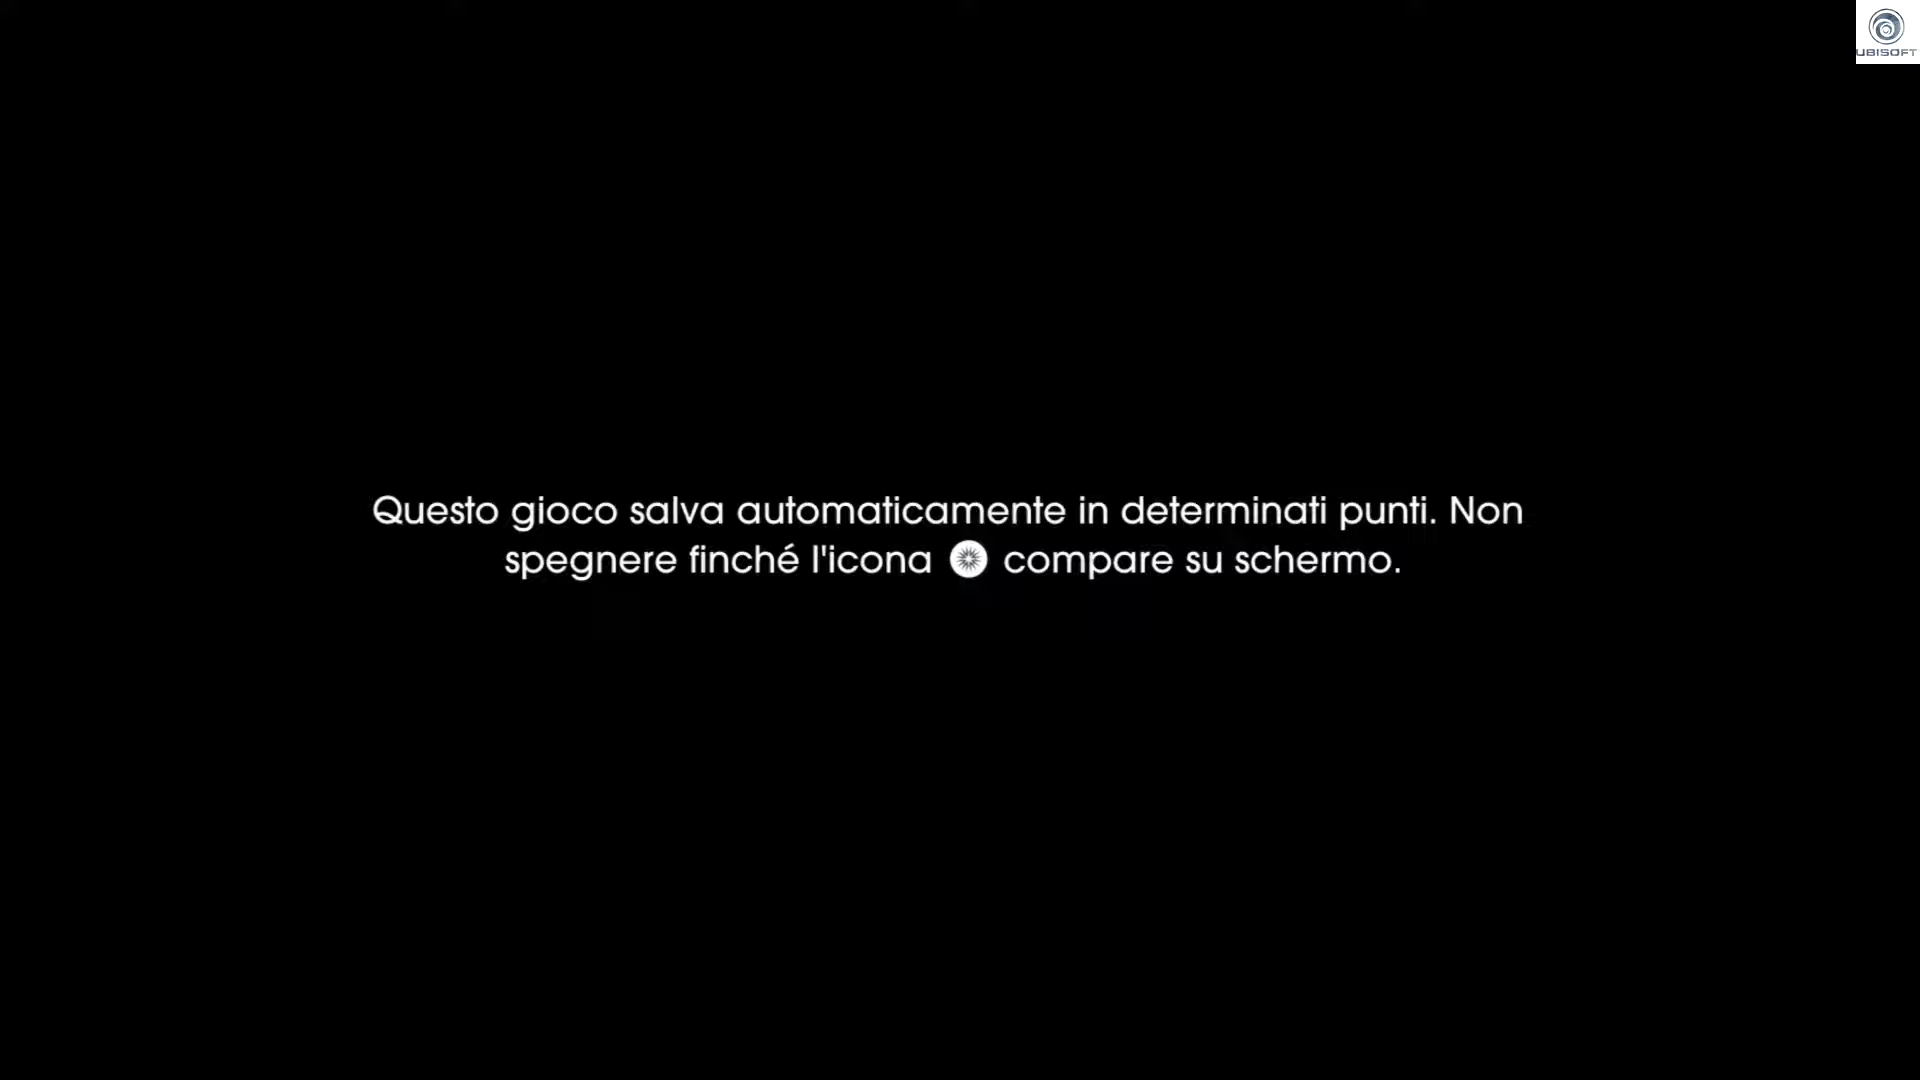 UBISOFT
Questo gioco salva automaticamente in determinati punti. Non
spegnere finché l'icona compare su schermo.